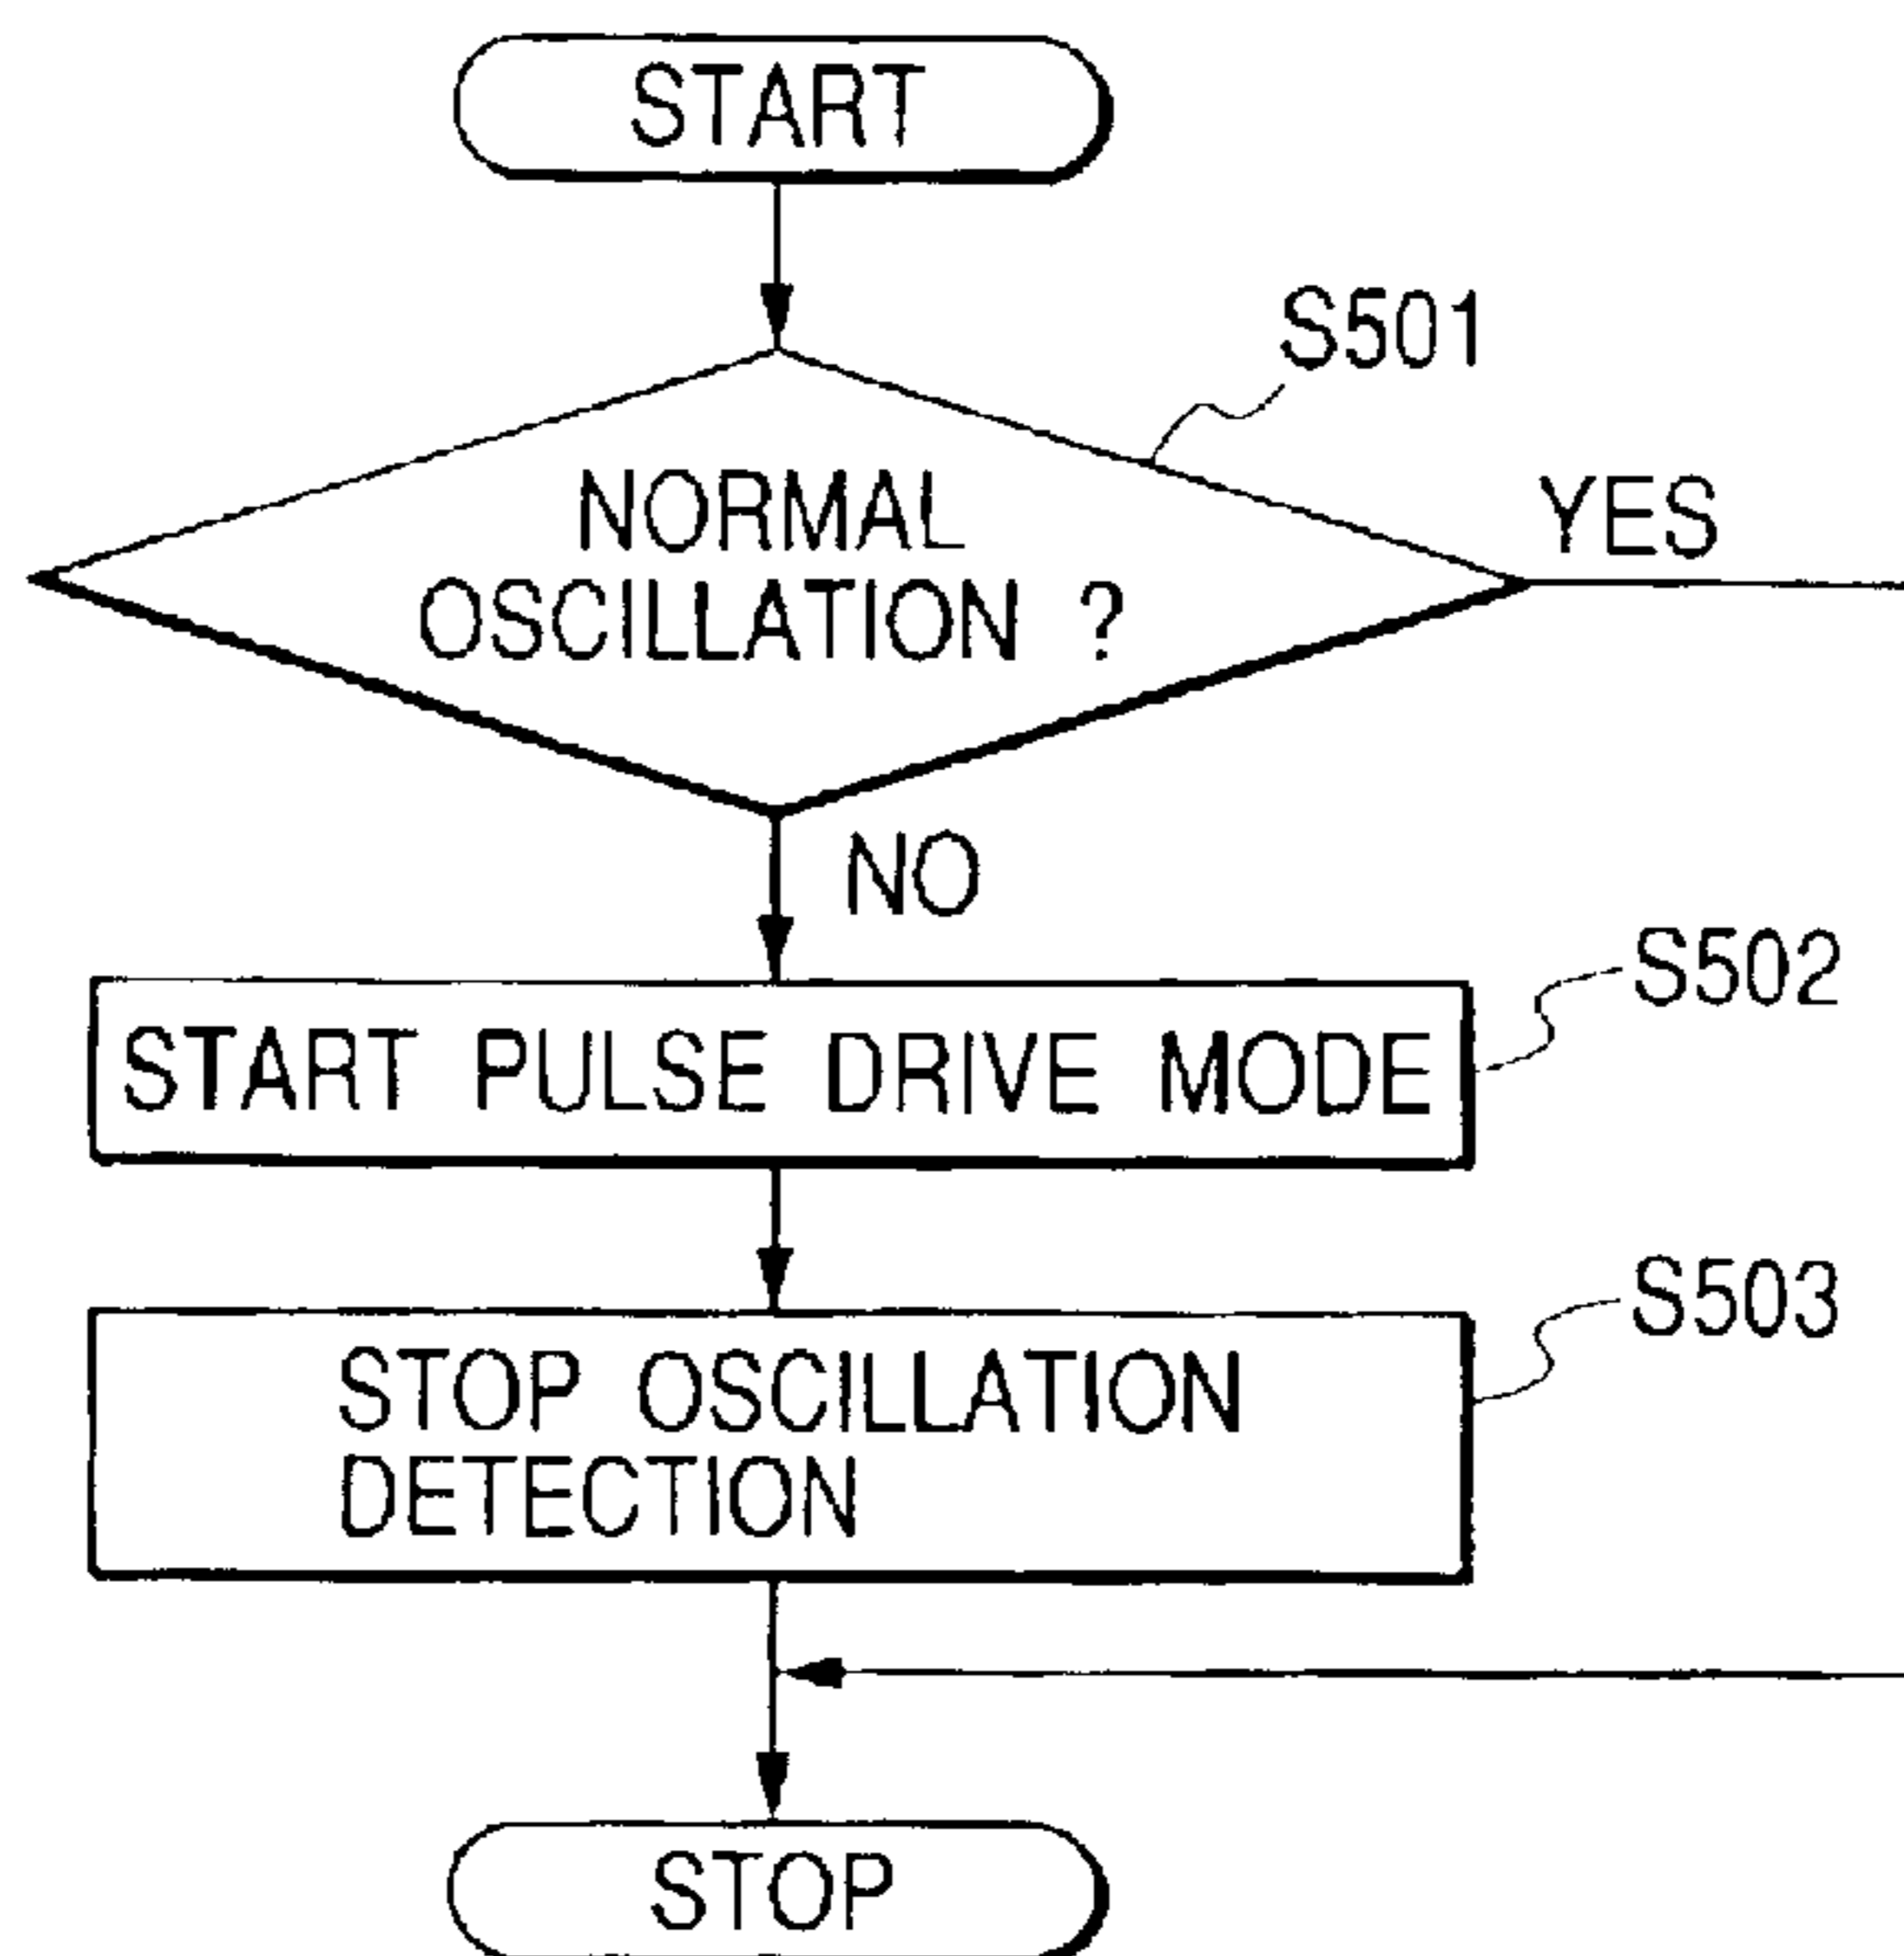 START
S501
NORMAL
OSCILLATION ?
YES
NO
S502
START PULSE DRIVE MODE
S503
STOP OSCILLATION
DETECTION
STOP